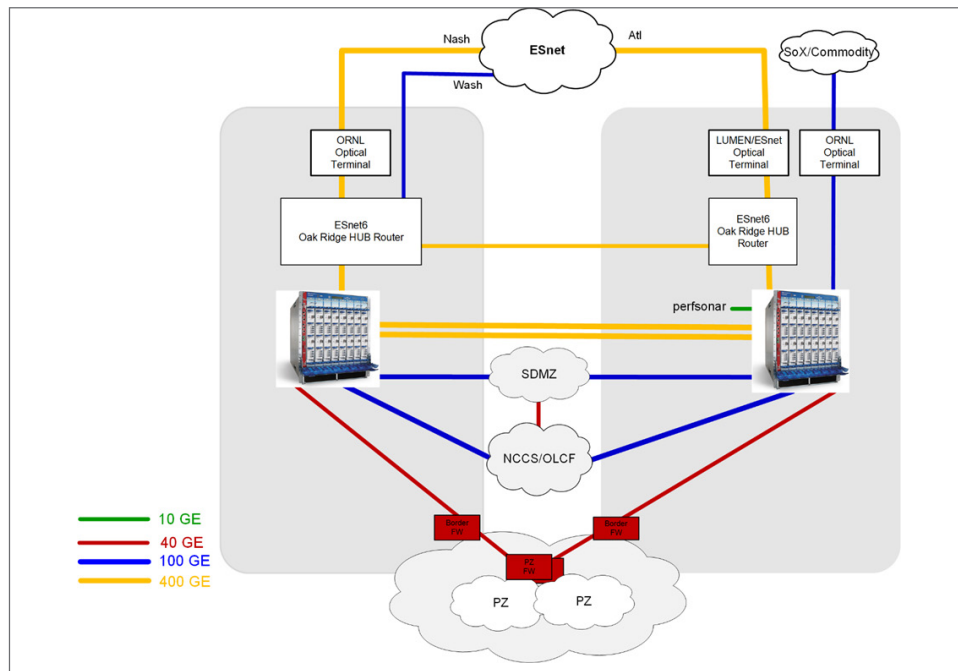 Nash
ESnet
Atl
SoX/Commodity
Wash
ORNL
Optical
Terminal
LUMEN/ESnet
Optical
Terminal
ORNL
Optical
Terminal
ESnet6
Oak Ridge HUB Router
ESnet6
Oak Ridge HUB
Router
perfsonar
SDMZ
NCCS/OLCF
10 GE
40 GE
100 GE
400 GE
Border
FW
Border
FW
PZ
FW
PZ
PZ